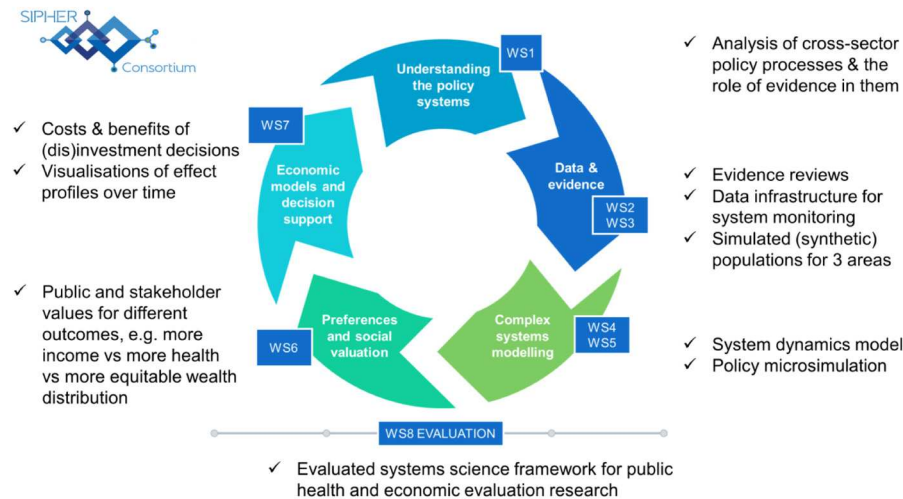 SIPHER
Consortium
Understanding
the policy
systems
WS1
✓ Analysis of cross-sector
policy processes & the
role of evidence in them
Data &
evidence
WS2
WS3
✓ Evidence reviews
✓ Data infrastructure for
system monitoring
✓ Simulated (synthetic)
populations for 3 areas
Complex
systems
modelling
WS4
WS5
✓ System dynamics model
✓ Policy microsimulation
Preferences
and social
valuation
WS6
✓ Public and stakeholder
values for different
outcomes, e.g. more
income vs more health
vs more equitable wealth
distribution
Economic
models and
decision
support
WS7
✓ Costs & benefits of
(dis)investment decisions
✓ Visualisations of effect
profiles over time
WS8 EVALUATION
✓ Evaluated systems science framework for public
health and economic evaluation research